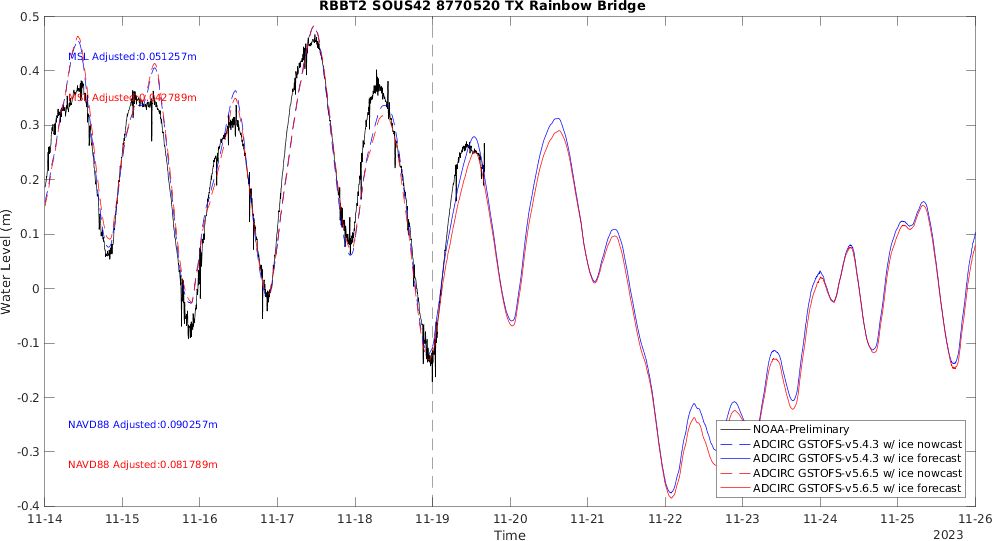 RBBT2 SOUS42 8770520 TX Rainbow Bridge
0.5
0.4
0.3
0.2
0.1
0
-0.1
-0.2
-0.3
-0.4
Water Level (m)
MSL Adjusted:0.051257m
MSL Adjusted:0.042789m
NAVD88 Adjusted:0.090257m
NAVD88 Adjusted:0.081789m
NOAA-Preliminary
ADCIRC GSTOFS-v5.4.3 w/ ice nowcast
ADCIRC GSTOFS-v5.4.3 w/ ice forecast
ADCIRC GSTOFS-v5.6.5 w/ ice nowcast
ADCIRC GSTOFS-v5.6.5 w/ ice forecast
11-14 11-15 11-16 11-17 11-18 11-19 11-20 11-21 11-22 11-23 11-24 11-25 11-26
Time
2023